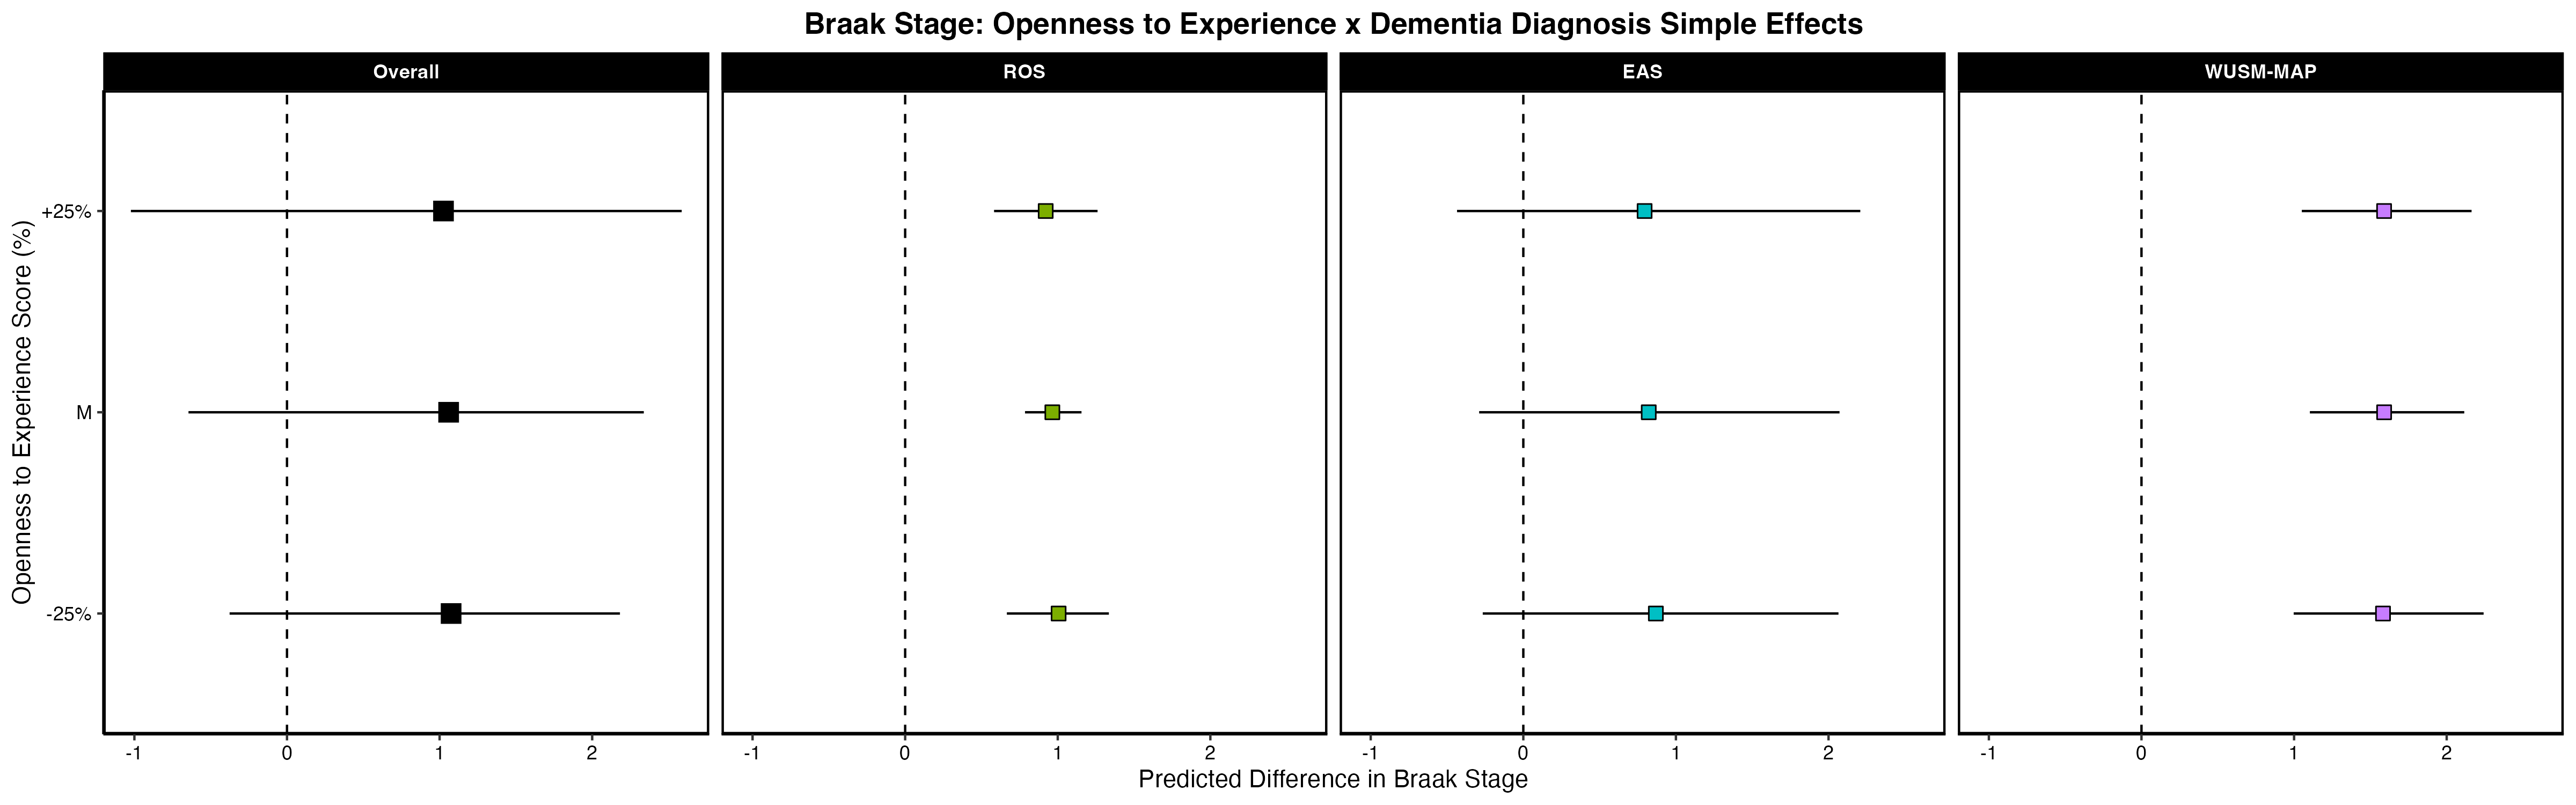 Braak Stage: Openness to Experience x Dementia Diagnosis Simple Effects
Overall
ROS
EAS
WUSM-MAP
Openness to Experience Score (%)
+25%
M
-25%
-1 0 1 2
-1 0 1 2
-1 0 1 2
-1 0 1 2
Predicted Difference in Braak Stage